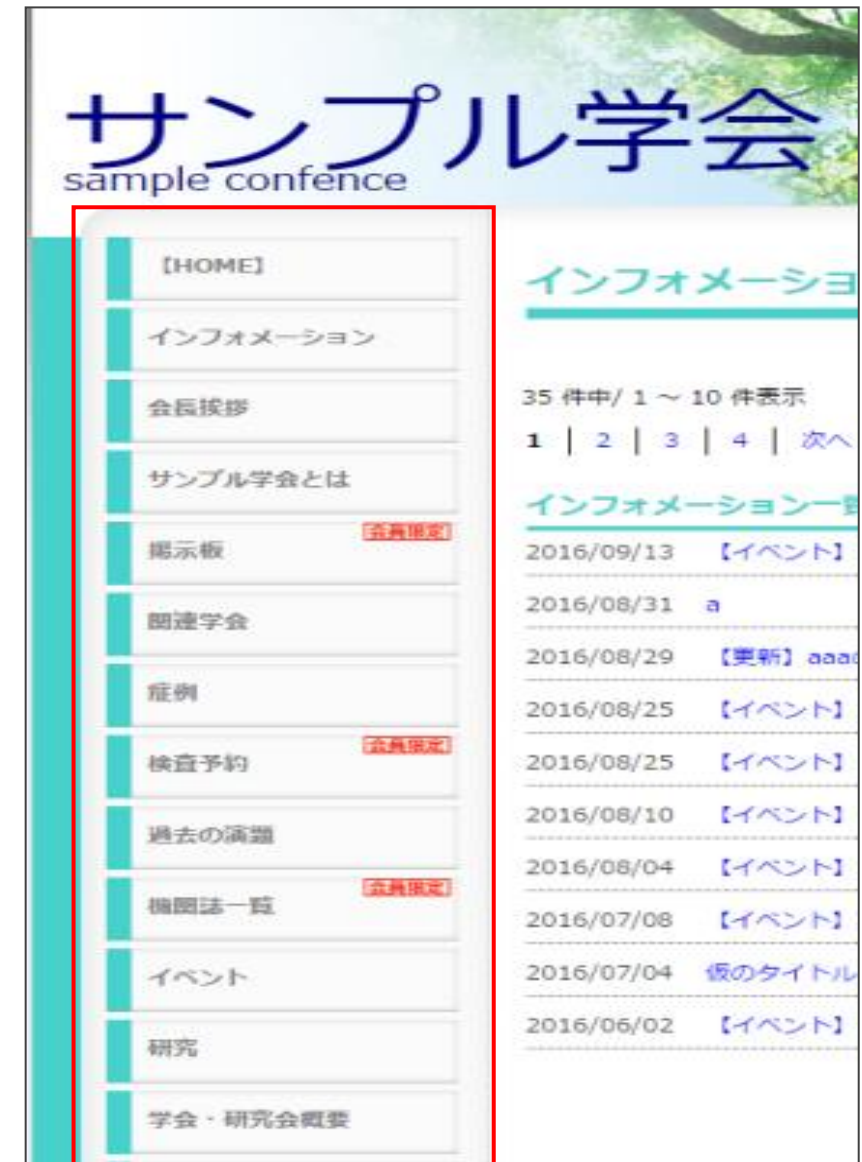 サンプル学会
sample confence
【HOME】
インフォメーション
会長挨拶
サンプル学会とは
会員限定
掲示板
関連学会
症例
会員限定
検査予約
過去の演題
会員限定
機関誌一覧
イベント
研究
学会・研究会概要
インフォメーショ
35 件中/ 1 ～ 10 件表示
1 | 2 | 3 | 4 | 次へ
インフォメーション一覧
2016/09/13 【イベント】
2016/08/31 a
2016/08/29 【更新】aaa
2016/08/25 【イベント】
2016/08/25 【イベント】
2016/08/10 【イベント】
2016/08/04 【イベント】
2016/07/08 【イベント】
2016/07/04 仮のタイトル
2016/06/02 【イベント】